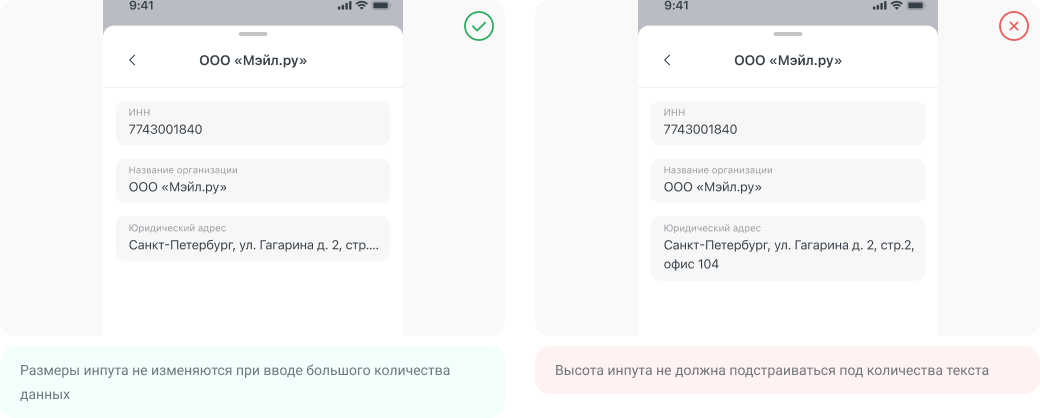 9:41
ООО «Мэйл.ру»
ИНН
7743001840
Название организации
ООО «Мэйл.ру»
Юридический адрес
Санкт-Петербург, ул. Гагарина д. 2, стр....
Размеры инпута не изменяются при вводе большого количества
данных
9:41
ООО «Мэйл.ру»
ИНН
7743001840
Название организации
ООО «Мэйл.ру»
Юридический адрес
Санкт-Петербург, ул. Гагарина д. 2, стр.2,
офис 104
Высота инпута не должна подстраиваться под количества текста